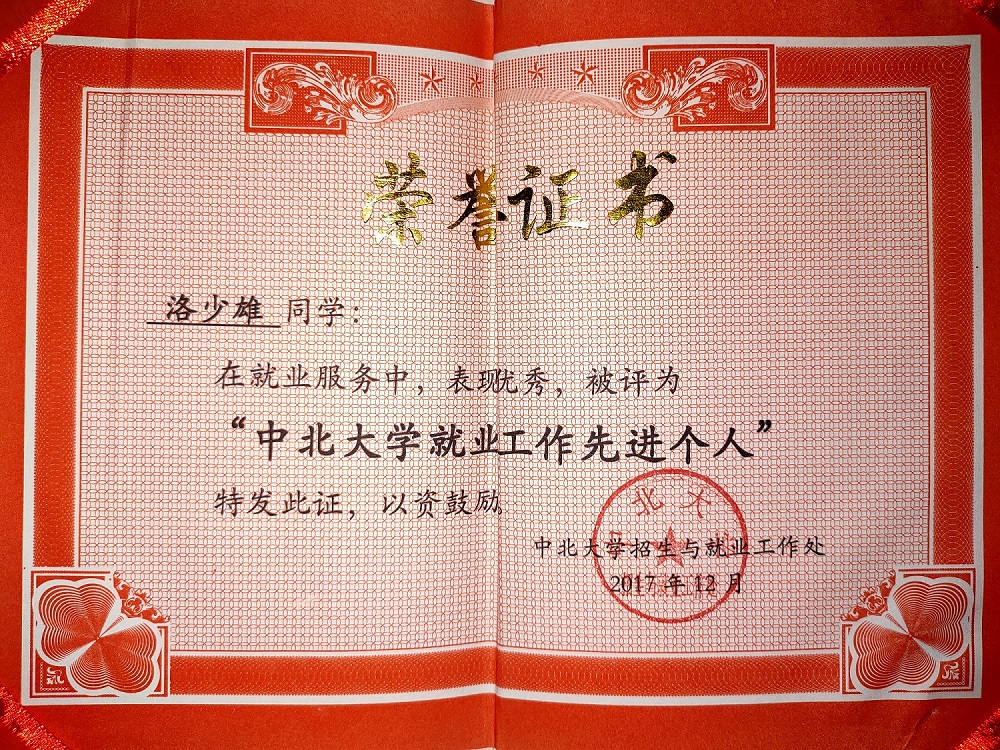 荣誉证书
洛少雄 同学：
在就业服务中，表现优秀，被评为
“中北大学就业工作先进个人”
特发此证，以资鼓励。
北大
中北大学招生与就业工作处
2017 年 12 月